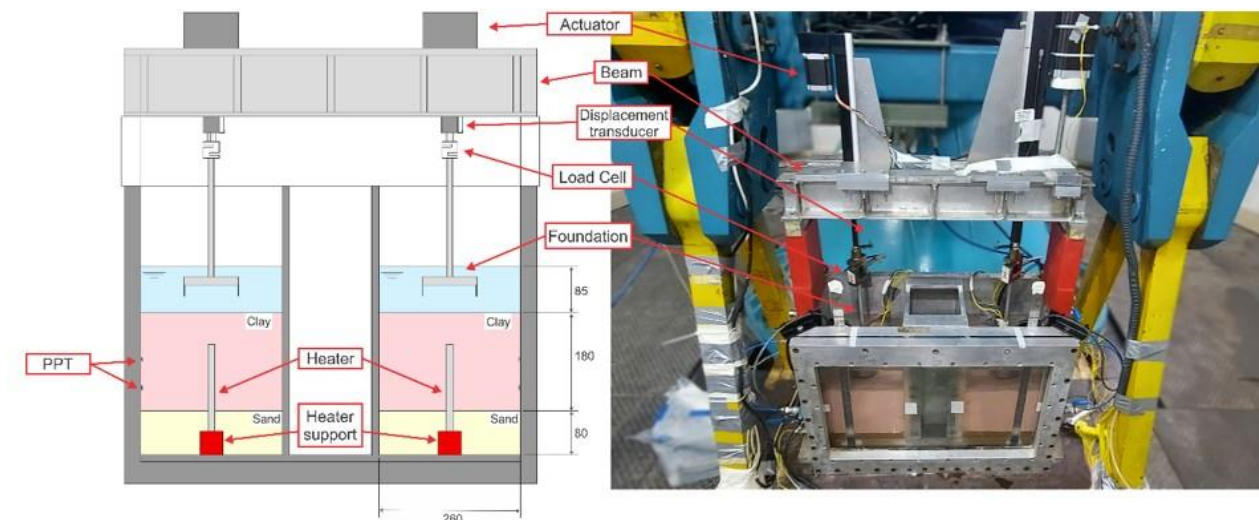 Actuator
Beam
Displacement
transducer
Load Cell
Foundation
85
Clay
Clay
180
PPT
Heater
Sand
Sand
Heater
support
80
260